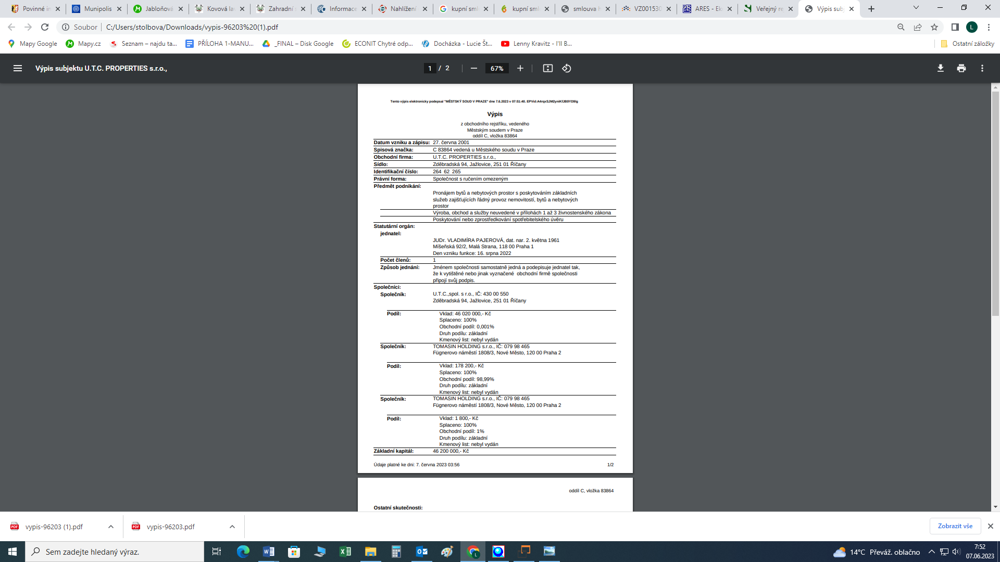 Povinné in
Munipolis
Jabloňová
Kovová la
Zahradní
Informace
Nahlížení
kupní sml
kupní sml
smlouva
VZ001530
ARES - Ek
Veřejný re
Výpis sub
Soubor
C:/Users/stolbova/Downloads/vypis-96203%20(1).pdf
L
Mapy Google
Mapy.cz
Seznam – najdu ta...
PŘÍLOHA 1-MANU...
_FINAL – Disk Google
ECONIT Chytré odp...
Docházka - Lucie Št...
Lenny Kravitz - I'll B...
Ostatní záložky
Výpis subjektu U.T.C. PROPERTIES s.r.o.,
1 / 2
67%
Tento výpis elektronicky podepsal "MĚSTSKÝ SOUD V PRAZE" dne 7.6.2023 v 07:51:40.
Výpis
z obchodního rejstříku, vedeného
Městským soudem v Praze
oddíl C, vložka 83864
Datum vzniku a zápisu: 27. června 2001
Spisová značka: C 83864 vedená u Městského soudu v Praze
Obchodní firma: U.T.C. PROPERTIES s.r.o.,
Sídlo: Zděbradská 94, Jažlovice, 251 01 Říčany
Identifikační číslo: 264 62 265
Právní forma: Společnost s ručením omezeným
Předmět podnikání:
Pronájem bytů a nebytových prostor s poskytováním základních
služeb zajišťujících řádný provoz nemovitostí, bytů a nebytových
prostor
Výroba, obchod a služby neuvedené v přílohách 1 až 3 živnostenského zákona
Poskytování nebo zprostředkování spotřebitelského úvěru
Statutární orgán:
jednatel:
JUDr. VLADIMÍRA PAJEROVÁ, dat. nar. 2. května 1961
Míšeňská 92/2, Malá Strana, 118 00 Praha 1
Den vzniku funkce: 16. srpna 2022
Počet členů: 1
Způsob jednání: Jménem společnosti samostatně jedná a podepisuje jednatel tak,
že k vytištěné nebo jinak vyznačené obchodní firmě společnosti
připojí svůj podpis.
Společníci:
Společník: U.T.C.,spol. s r.o., IČ: 430 00 550
Zděbradská 94, Jažlovice, 251 01 Říčany
Podíl: Vklad: 46 020 000,- Kč
Splaceno: 100%
Obchodní podíl: 0,001%
Druh podílu: základní
Kmenový list: nebyl vydán
Společník: TOMASIN HOLDING s.r.o., IČ: 079 98 465
Fügnerovo náměstí 1808/3, Nové Město, 120 00 Praha 2
Podíl: Vklad: 178 200,- Kč
Splaceno: 100%
Obchodní podíl: 98,99%
Druh podílu: základní
Kmenový list: nebyl vydán
Společník: TOMASIN HOLDING s.r.o., IČ: 079 98 465
Fügnerovo náměstí 1808/3, Nové Město, 120 00 Praha 2
Podíl: Vklad: 1 800,- Kč
Splaceno: 100%
Obchodní podíl: 1%
Druh podílu: základní
Kmenový list: nebyl vydán
Základní kapitál: 46 200 000,- Kč
Údaje platné ke dni: 7. června 2023 03:56 1/2
oddíl C, vložka 83864
Ostatní skutečnosti:
vypis-96203 (1).pdf
vypis-96203.pdf
Zobrazit vše
Sem zadejte hledaný výraz.
14°C Převáž. oblačno
7:52
07.06.2023